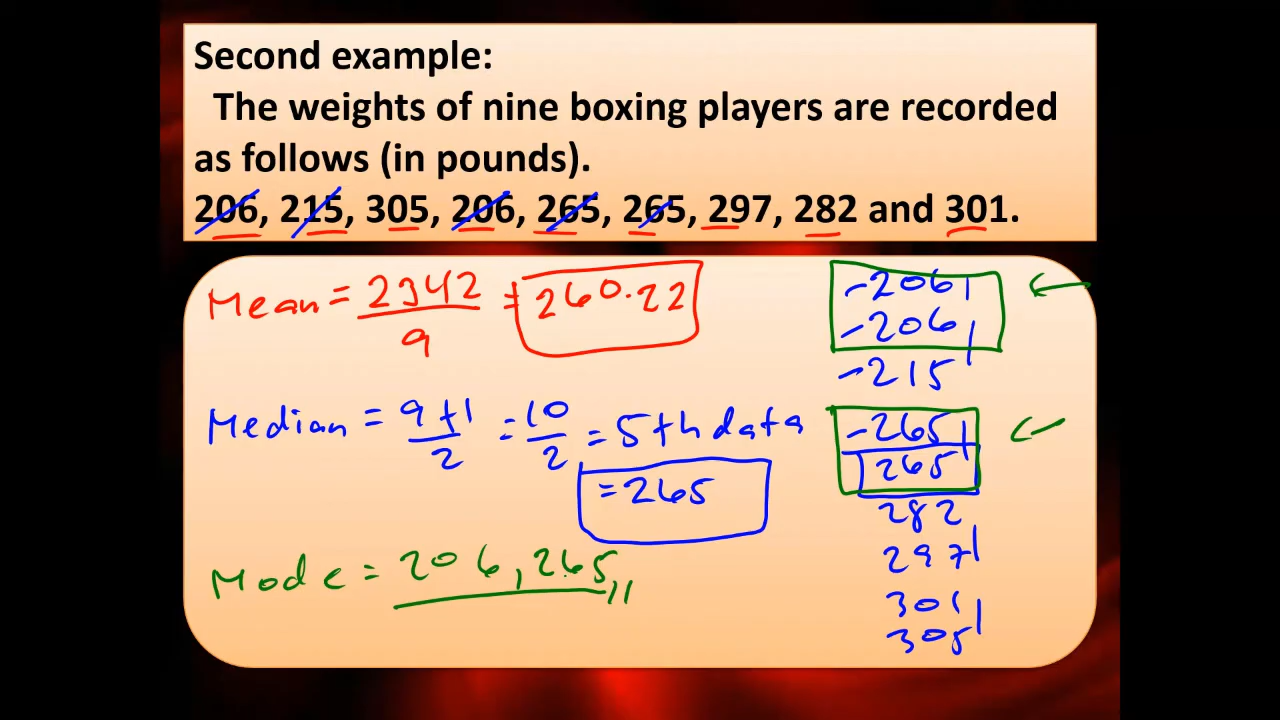 Second example:
The weights of nine boxing players are recorded
as follows (in pounds).
206, 215, 305, 206, 265, 265, 297, 282 and 301.
Mean = 2342/9 = 260.22
Median = 9+1/2 = 10/2 = 5th data
= 265
Mode = 206, 265,,
-206
-206
-215
-265
265
282
297
301
305